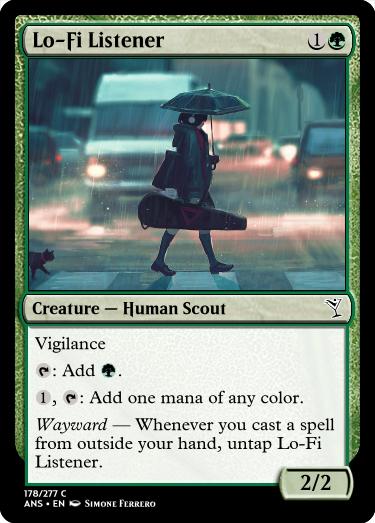 Lo-Fi Listener 1
Creature — Human Scout
Vigilance
: Add .
1, : Add one mana of any color.
Wayward — Whenever you cast a spell
from outside your hand, untap Lo-Fi
Listener.
2/2
178/277 C
ANS • EN Simone Ferrero